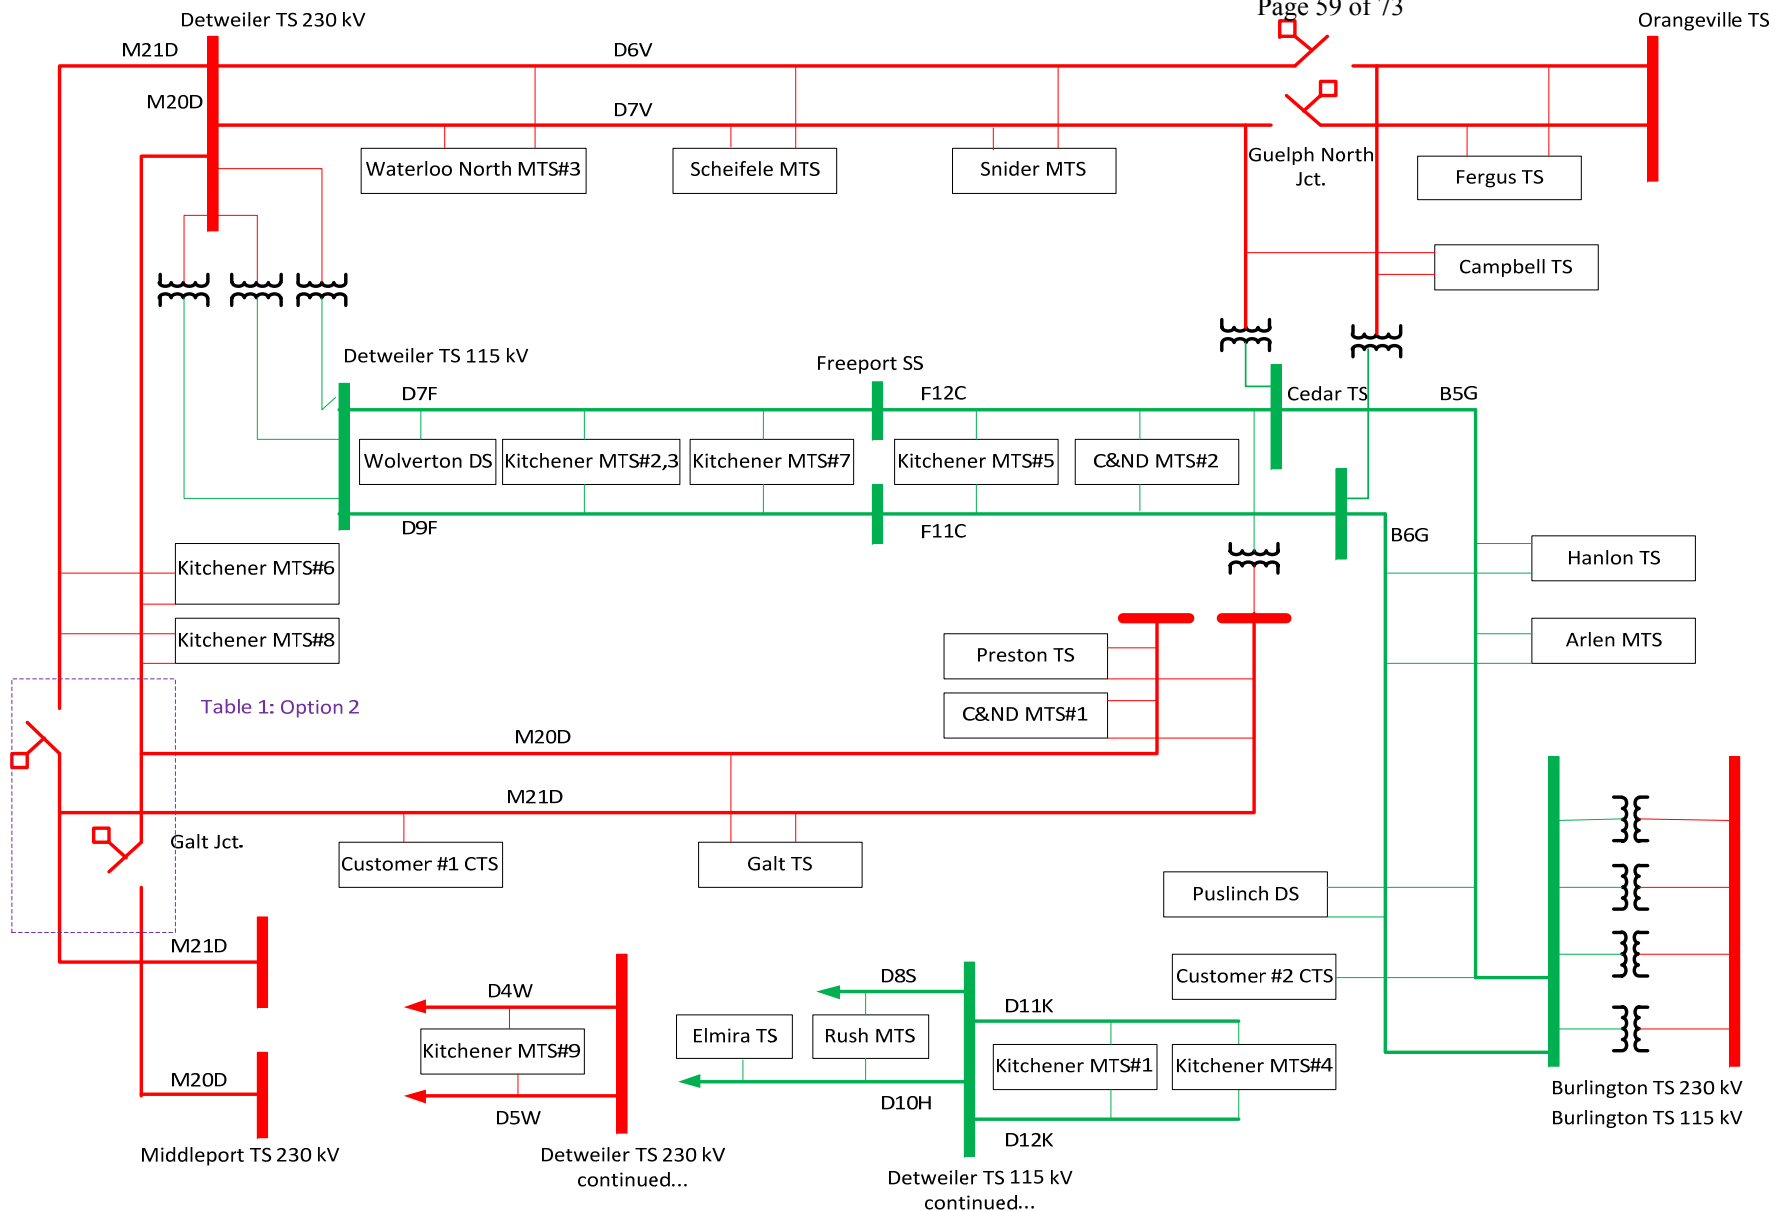 Page 59 of 73
Detweiler TS 230 kV
Orangeville TS
M21D
D6V
M20D
D7V
Waterloo North MTS#3
Scheifele MTS
Snider MTS
Guelph North
Jct.
Fergus TS
Campbell TS
Detweiler TS 115 kV
Freeport SS
D7F
F12C
Cedar TS
B5G
Wolverton DS
Kitchener MTS#2,3
Kitchener MTS#7
Kitchener MTS#5
C&ND MTS#2
D9F
F11C
B6G
Hanlon TS
Kitchener MTS#6
Kitchener MTS#8
Arlen MTS
Preston TS
C&ND MTS#1
Table 1: Option 2
M20D
M21D
Galt Jct.
Customer #1 CTS
Galt TS
Puslinch DS
M21D
Customer #2 CTS
D4W
D8S
D11K
Kitchener MTS#9
Elmira TS
Rush MTS
Kitchener MTS#1
Kitchener MTS#4
M20D
D5W
D10H
D12K
Burlington TS 230 kV
Burlington TS 115 kV
Middleport TS 230 kV
Detweiler TS 230 kV
continued...
Detweiler TS 115 kV
continued...